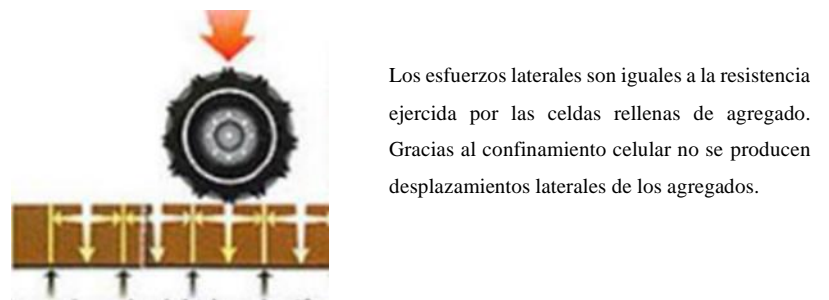 Los esfuerzos laterales son iguales a la resistencia
ejercida por las celdas rellenas de agregado.
Gracias al confinamiento celular no se producen
desplazamientos laterales de los agregados.